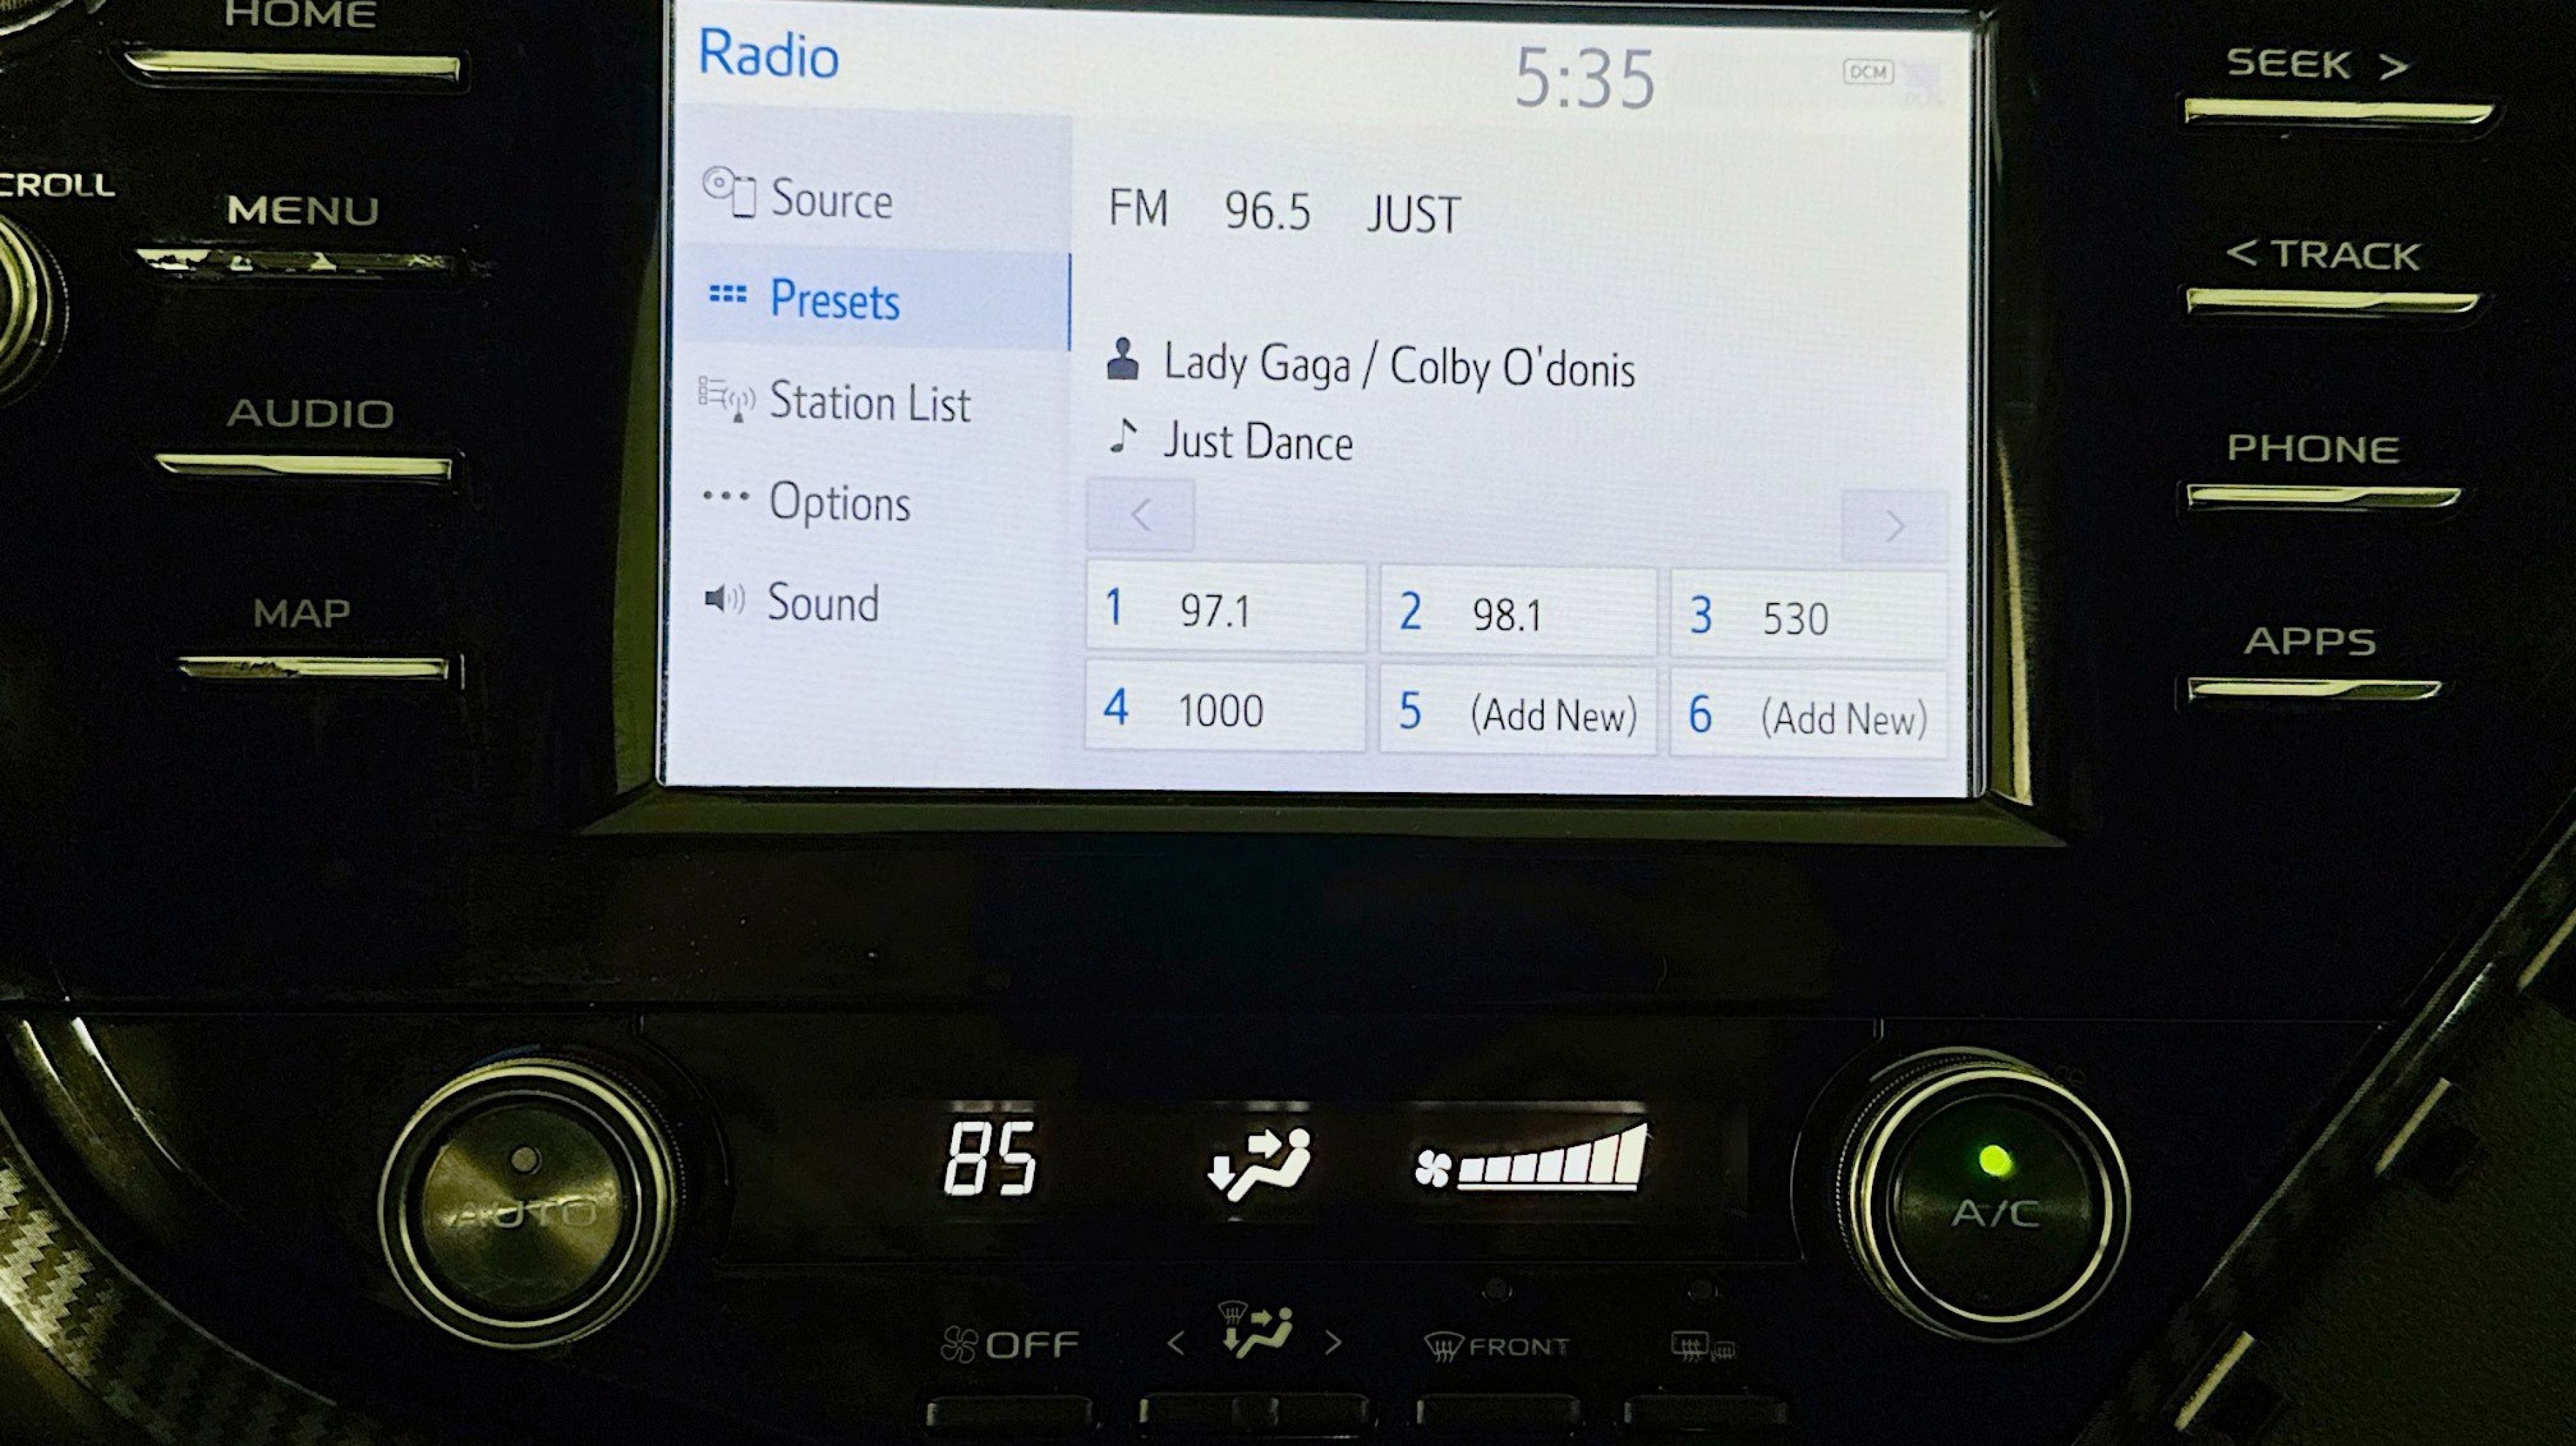 HOME
SCROLL
MENU
AUDIO
MAP
Radio
5:35
DCM
Source
Presets
Station List
Options
Sound
FM 96.5 JUST
Lady Gaga / Colby O'donis
Just Dance
<
>
1 97.1
2 98.1
3 530
4 1000
5 (Add New)
6 (Add New)
SEEK >
< TRACK
PHONE
APPS
AUTO
85
A/C
OFF
<
>
FRONT